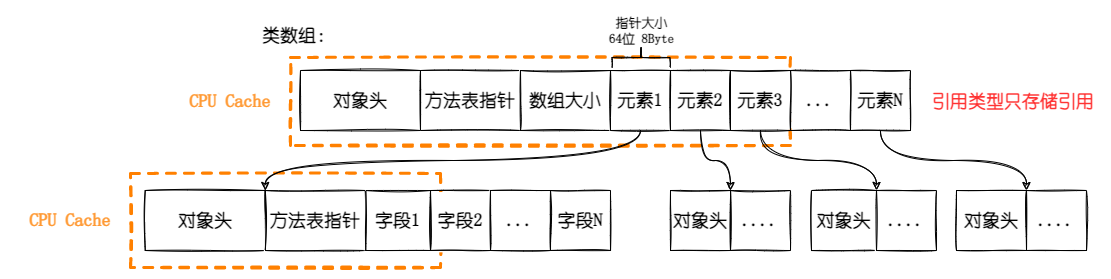 类数组:
指针大小
64位 8Byte
CPU Cache
对象头 方法表指针 数组大小 元素1 元素2 元素3 ... 元素N
引用类型只存储引用
CPU Cache
对象头 方法表指针 字段1 字段2 ... 字段N
对象头 ....
对象头 ....
对象头 ....